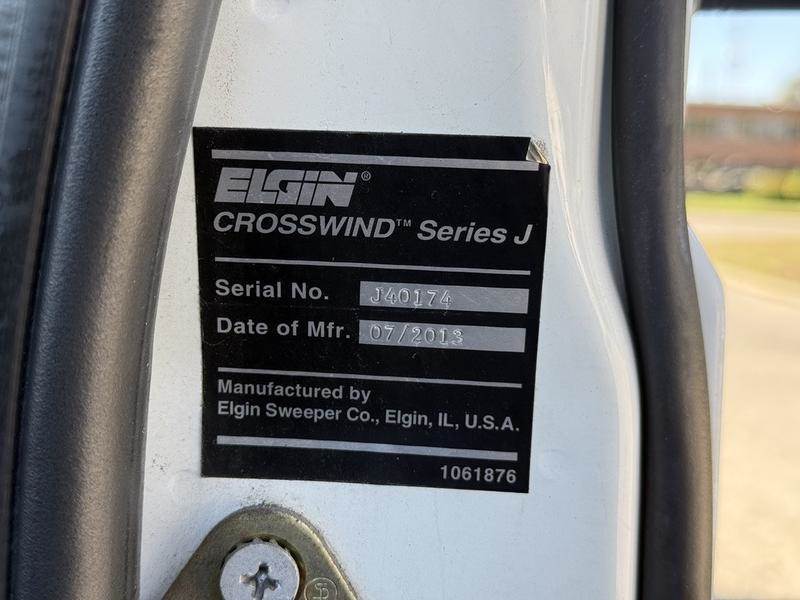 ELGIN®
CROSSWIND™ Series J
Serial No. J40174
Date of Mfr. 07/2013
Manufactured by
Elgin Sweeper Co., Elgin, IL, U.S.A.
1061876